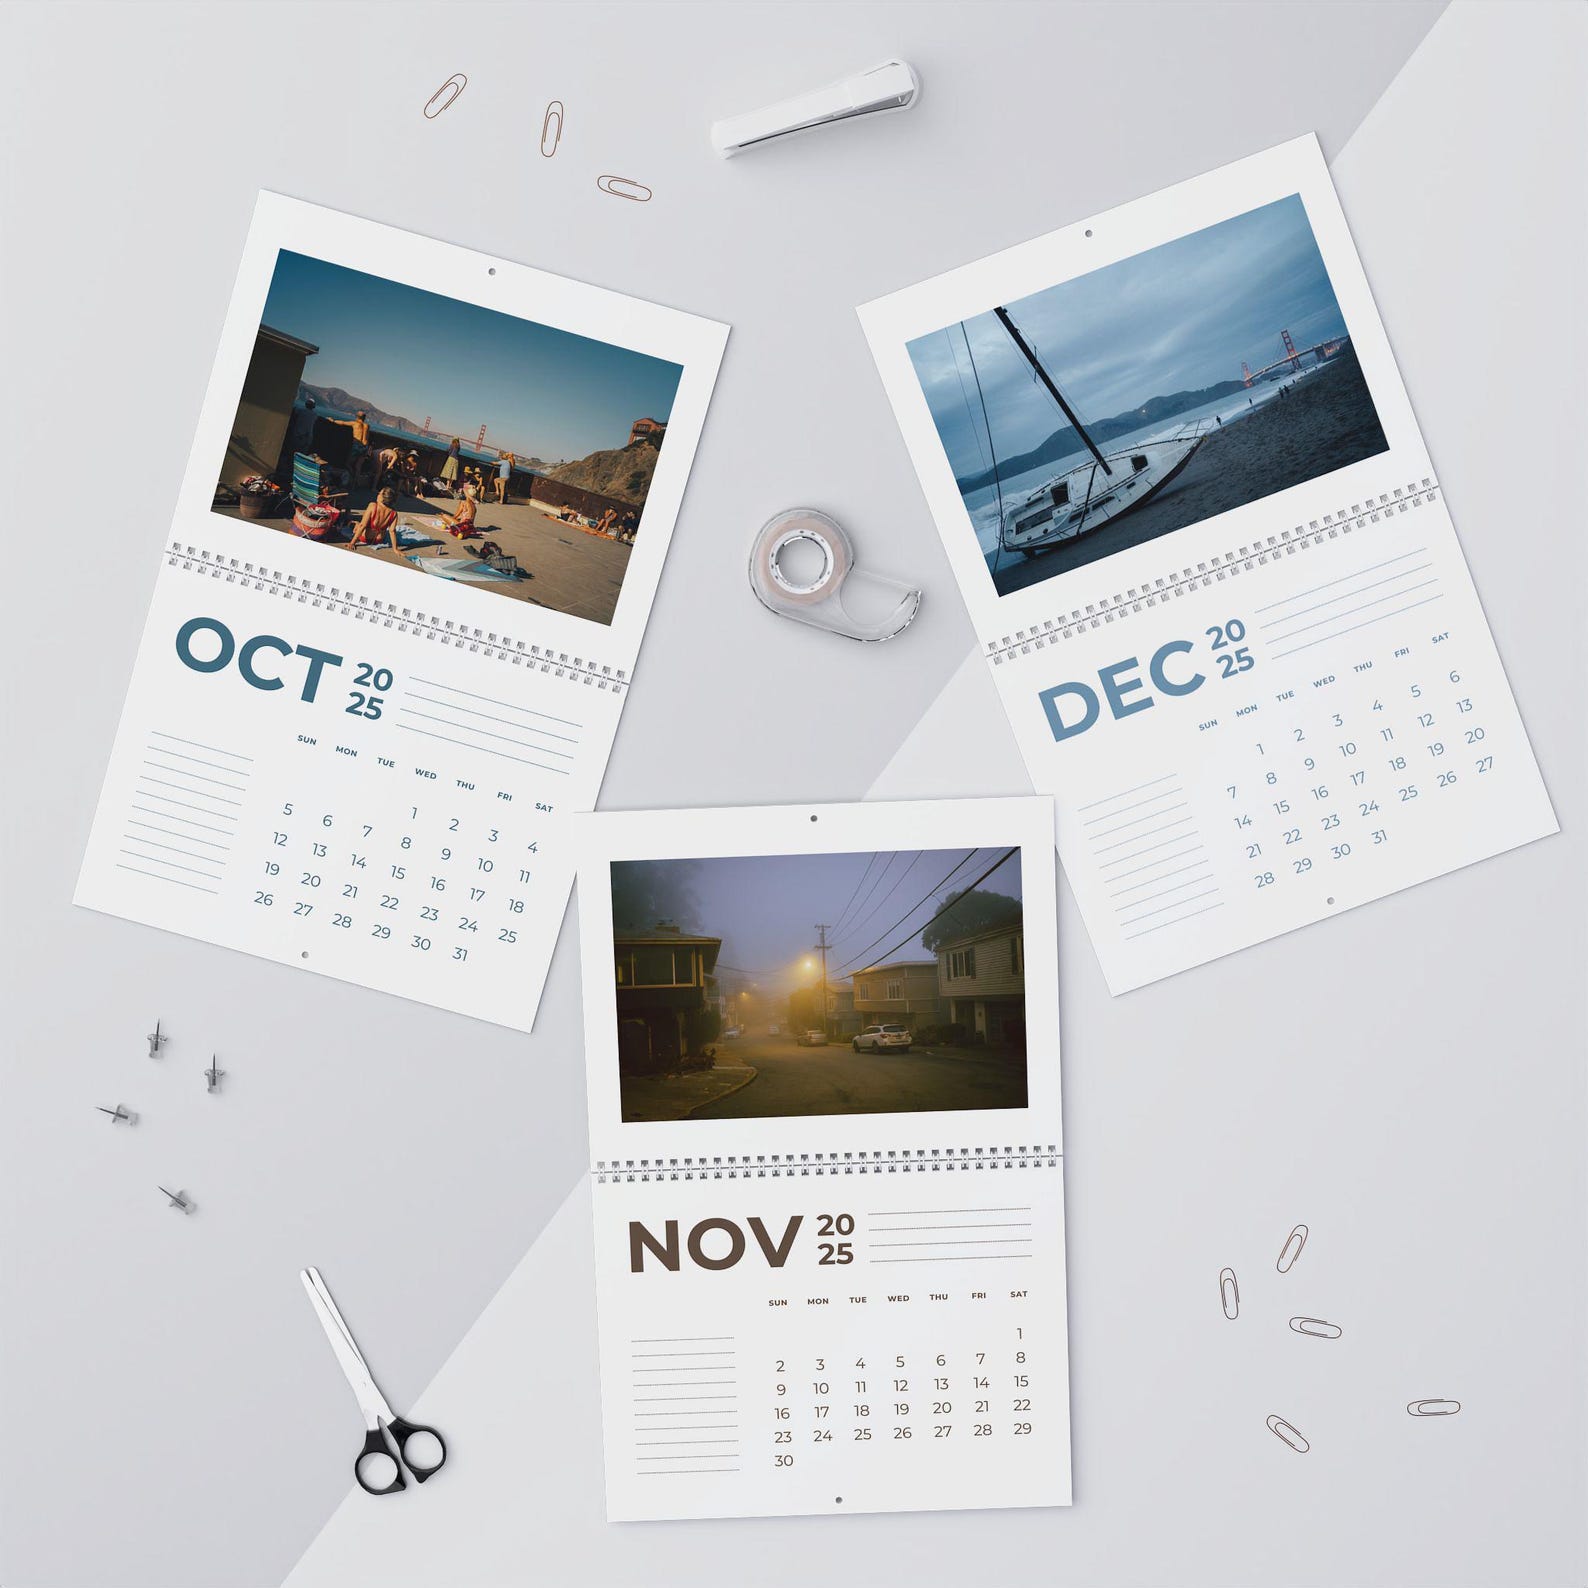 OCT 20
25
SUN MON TUE WED THU FRI SAT
1 2 3 4
5 6 7 8 9 10 11
12 13 14 15 16 17 18
19 20 21 22 23 24 25
26 27 28 29 30 31
DEC 20
25
SUN MON TUE WED THU FRI SAT
1 2 3 4 5 6
7 8 9 10 11 12 13
14 15 16 17 18 19 20
21 22 23 24 25 26 27
28 29 30 31
NOV 20
25
SUN MON TUE WED THU FRI SAT
1
2 3 4 5 6 7 8
9 10 11 12 13 14 15
16 17 18 19 20 21 22
23 24 25 26 27 28 29
30